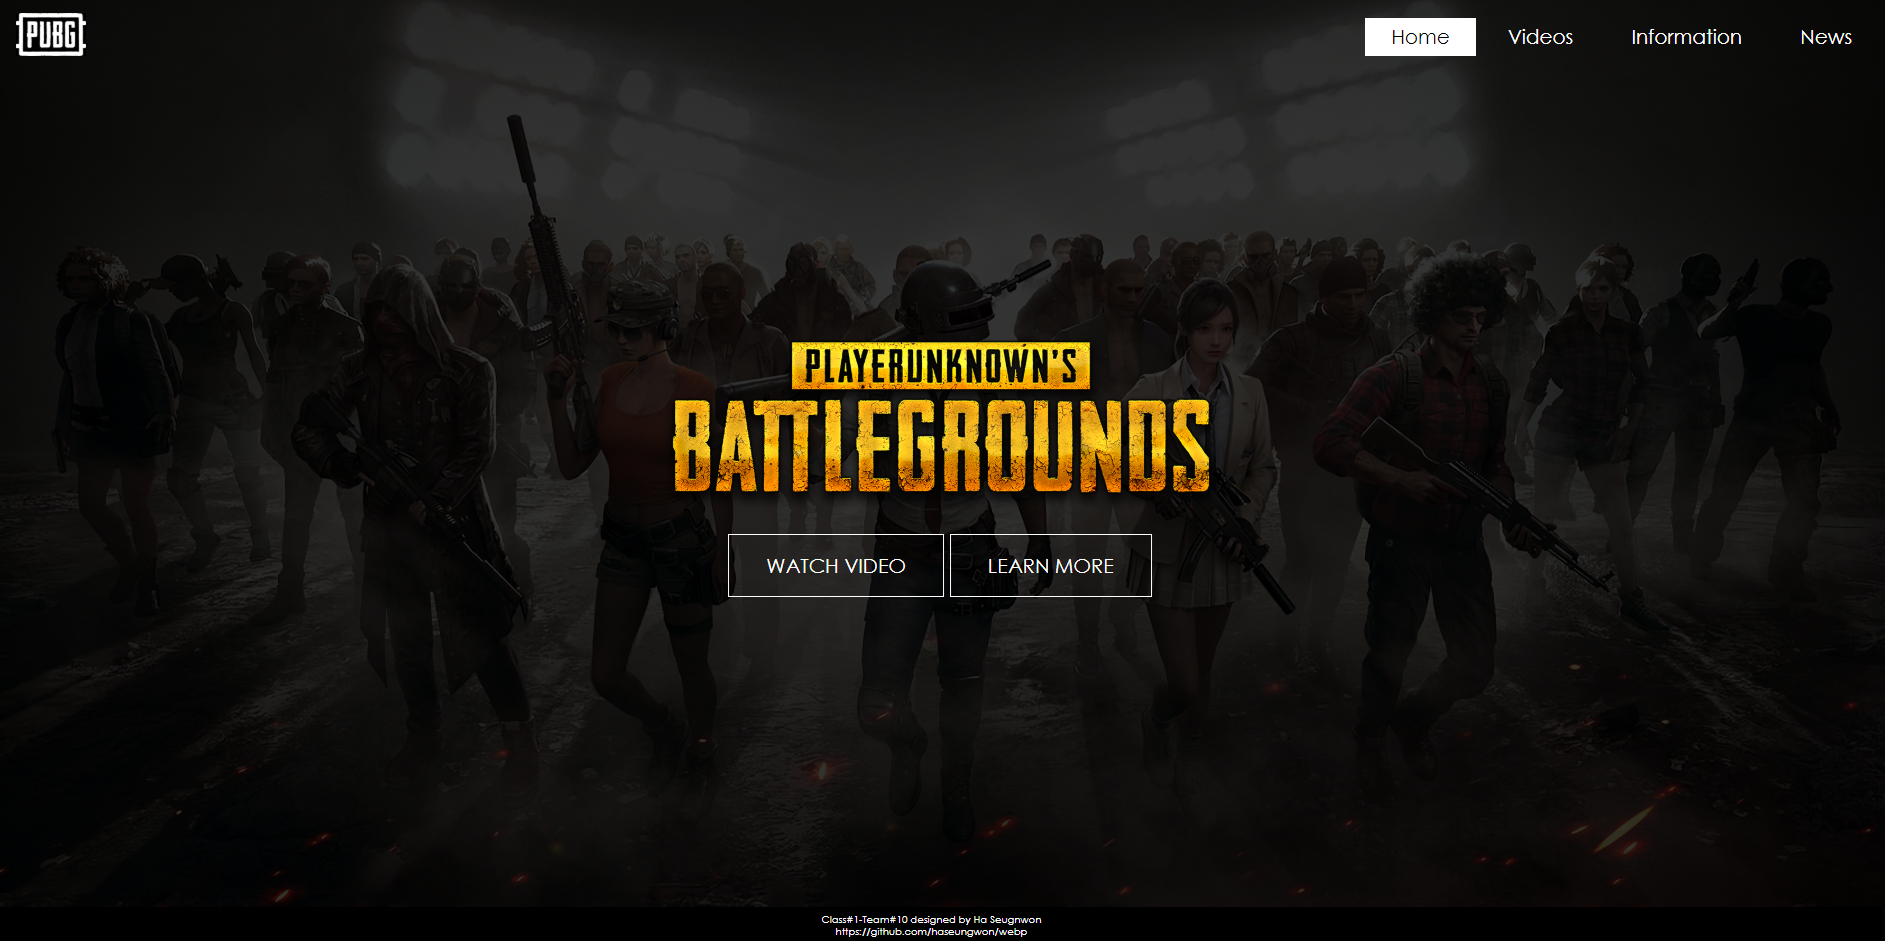 PUBG
Home
Videos
Information
News
PLAYERUNKNOWN'S
BATTLEGROUNDS
WATCH VIDEO
LEARN MORE
Class#1-Team#10 designed by Ha Seugnwon
https://github.com/haseungwon/webp